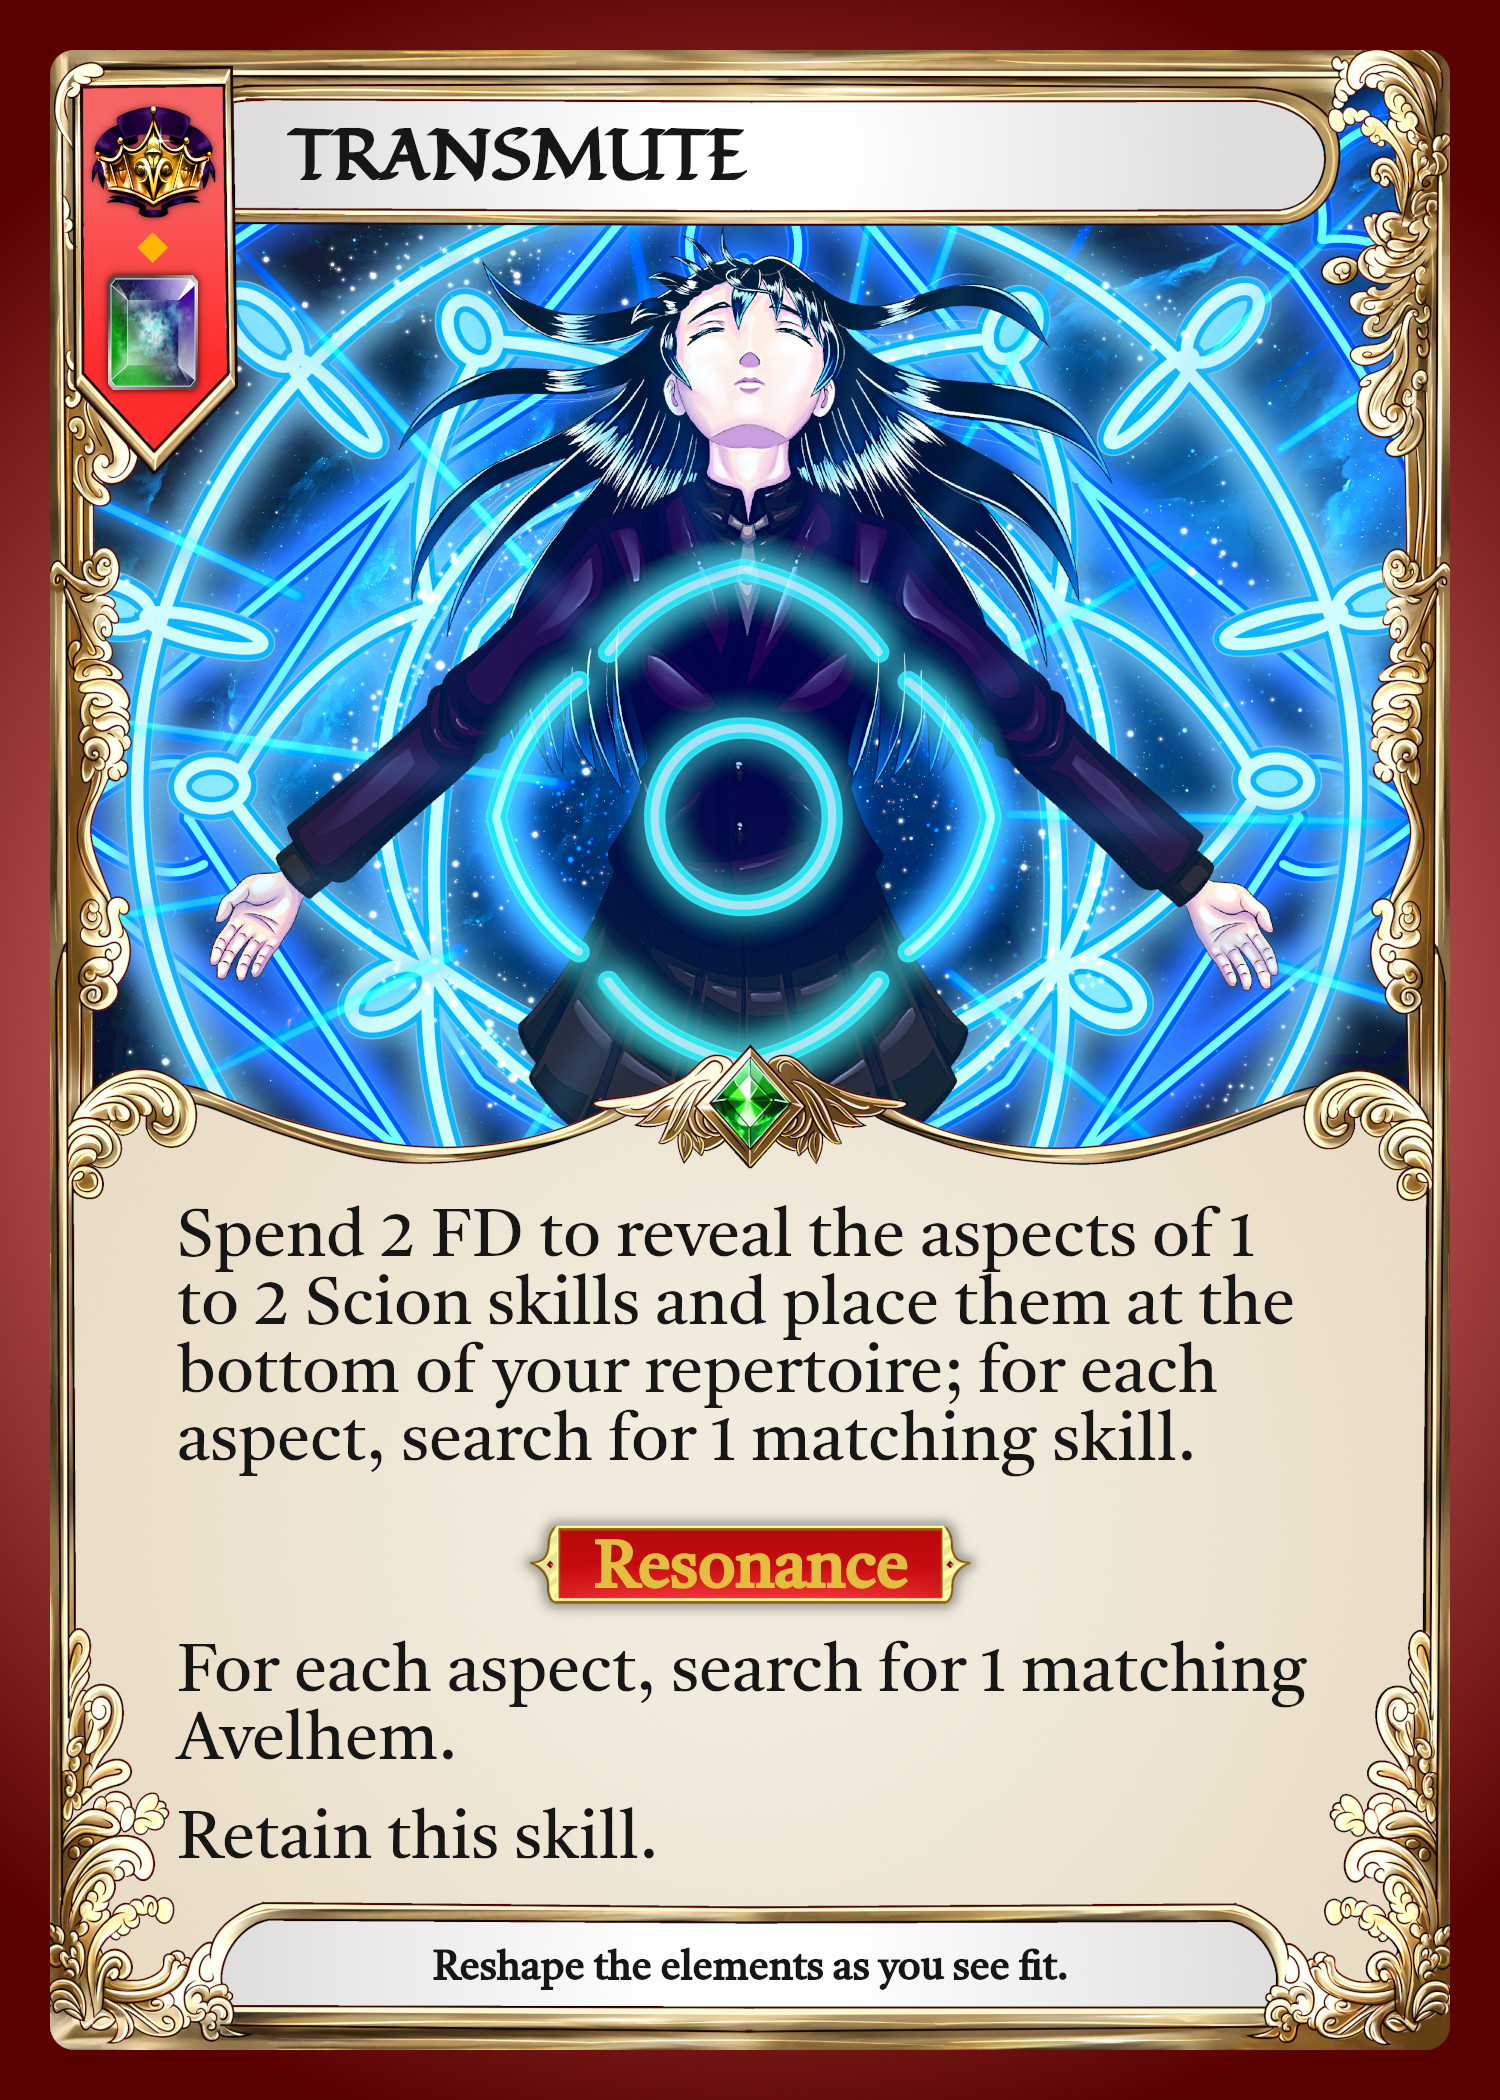 TRANSMUTE
Spend 2 FD to reveal the aspects of 1
to 2 Scion skills and place them at the
bottom of your repertoire; for each
aspect, search for 1 matching skill.
Resonance
For each aspect, search for 1 matching
Avelhem.
Retain this skill.
Reshape the elements as you see fit.